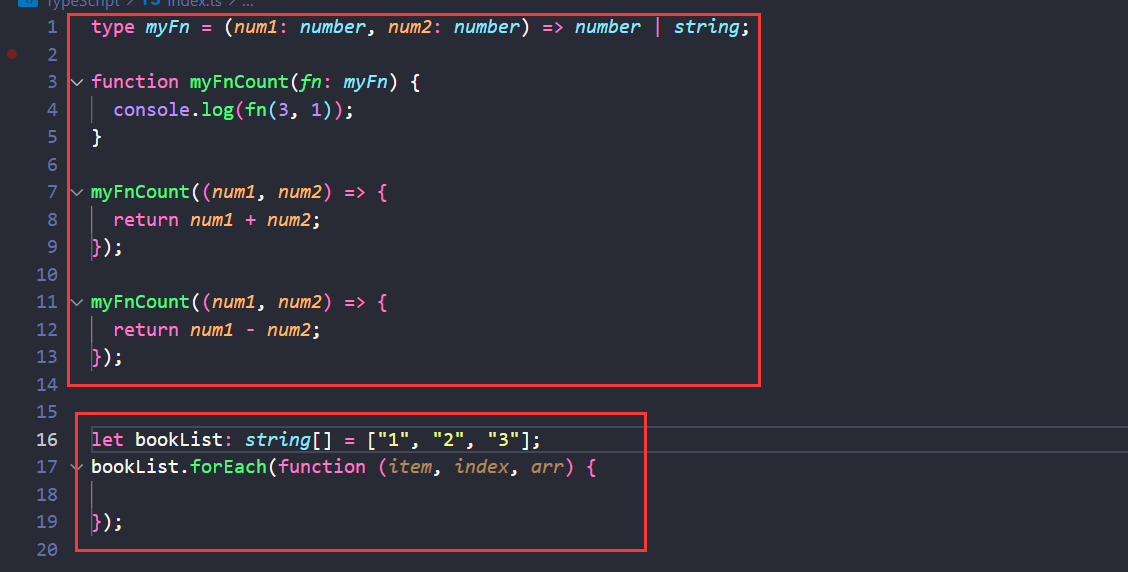 TypeScript > TS index.ts > ...
1 type myFn = (num1: number, num2: number) => number | string;
2
3 function myFnCount(fn: myFn) {
4 console.log(fn(3, 1));
5 }
6
7 myFnCount((num1, num2) => {
8 return num1 + num2;
9 });
10
11 myFnCount((num1, num2) => {
12 return num1 - num2;
13 });
14
15
16 let bookList: string[] = ["1", "2", "3"];
17 bookList.forEach(function (item, index, arr) {
18
19 });
20